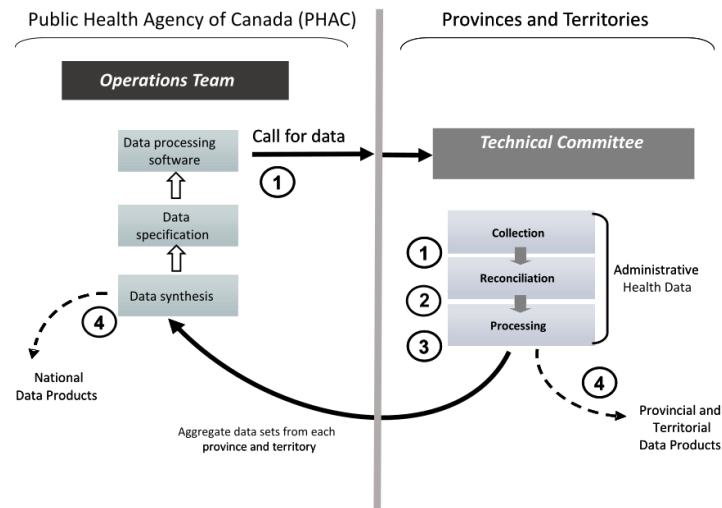 Public Health Agency of Canada (PHAC)
Provinces and Territories
Operations Team
Data processing
software
Call for data
1
Technical Committee
Data
specification
Data synthesis
4
National
Data Products
Collection
1
Reconciliation
2
Processing
3
Administrative
Health Data
4
Provincial and
Territorial
Data Products
Aggregate data sets from each
province and territory